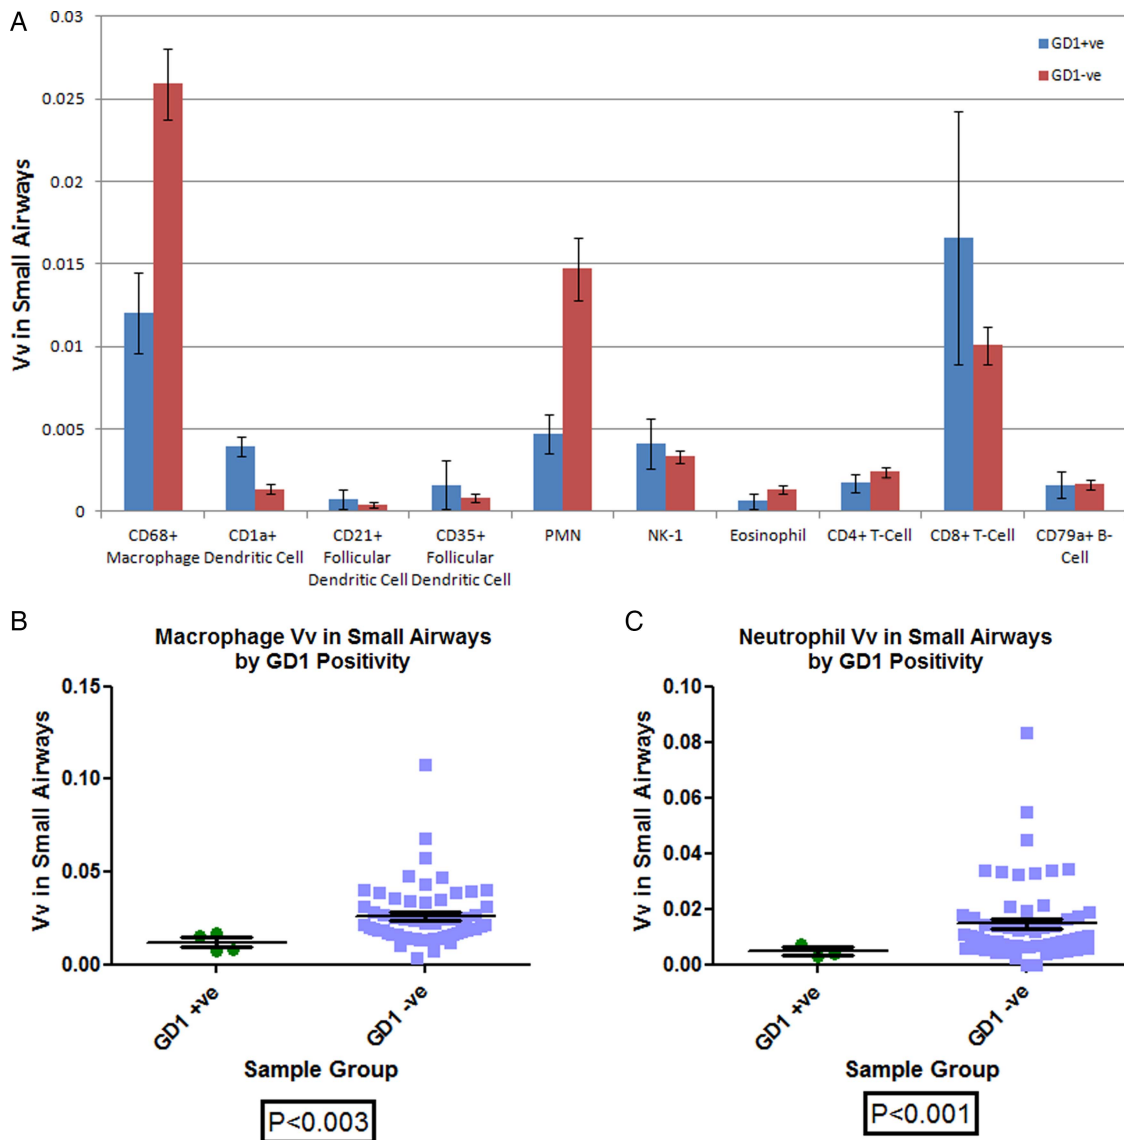 A
0.03
0.025
0.02
0.015
0.01
0.005
0
Vv in Small Airways
GD1+ve
GD1-ve
CD68+ Macrophage
CD1a+ Dendritic Cell
CD21+ Follicular Dendritic Cell
CD35+ Follicular Dendritic Cell
PMN
NK-1
Eosinophil
CD4+ T-Cell
CD8+ T-Cell
CD79a+ B-Cell
B
Macrophage Vv in Small Airways
by GD1 Positivity
0.15
0.10
0.05
0.00
Vv in Small Airways
GD1 +ve
GD1 -ve
Sample Group
P<0.003
C
Neutrophil Vv in Small Airways
by GD1 Positivity
0.10
0.08
0.06
0.04
0.02
0.00
Vv in Small Airways
GD1 +ve
GD1 -ve
Sample Group
P<0.001